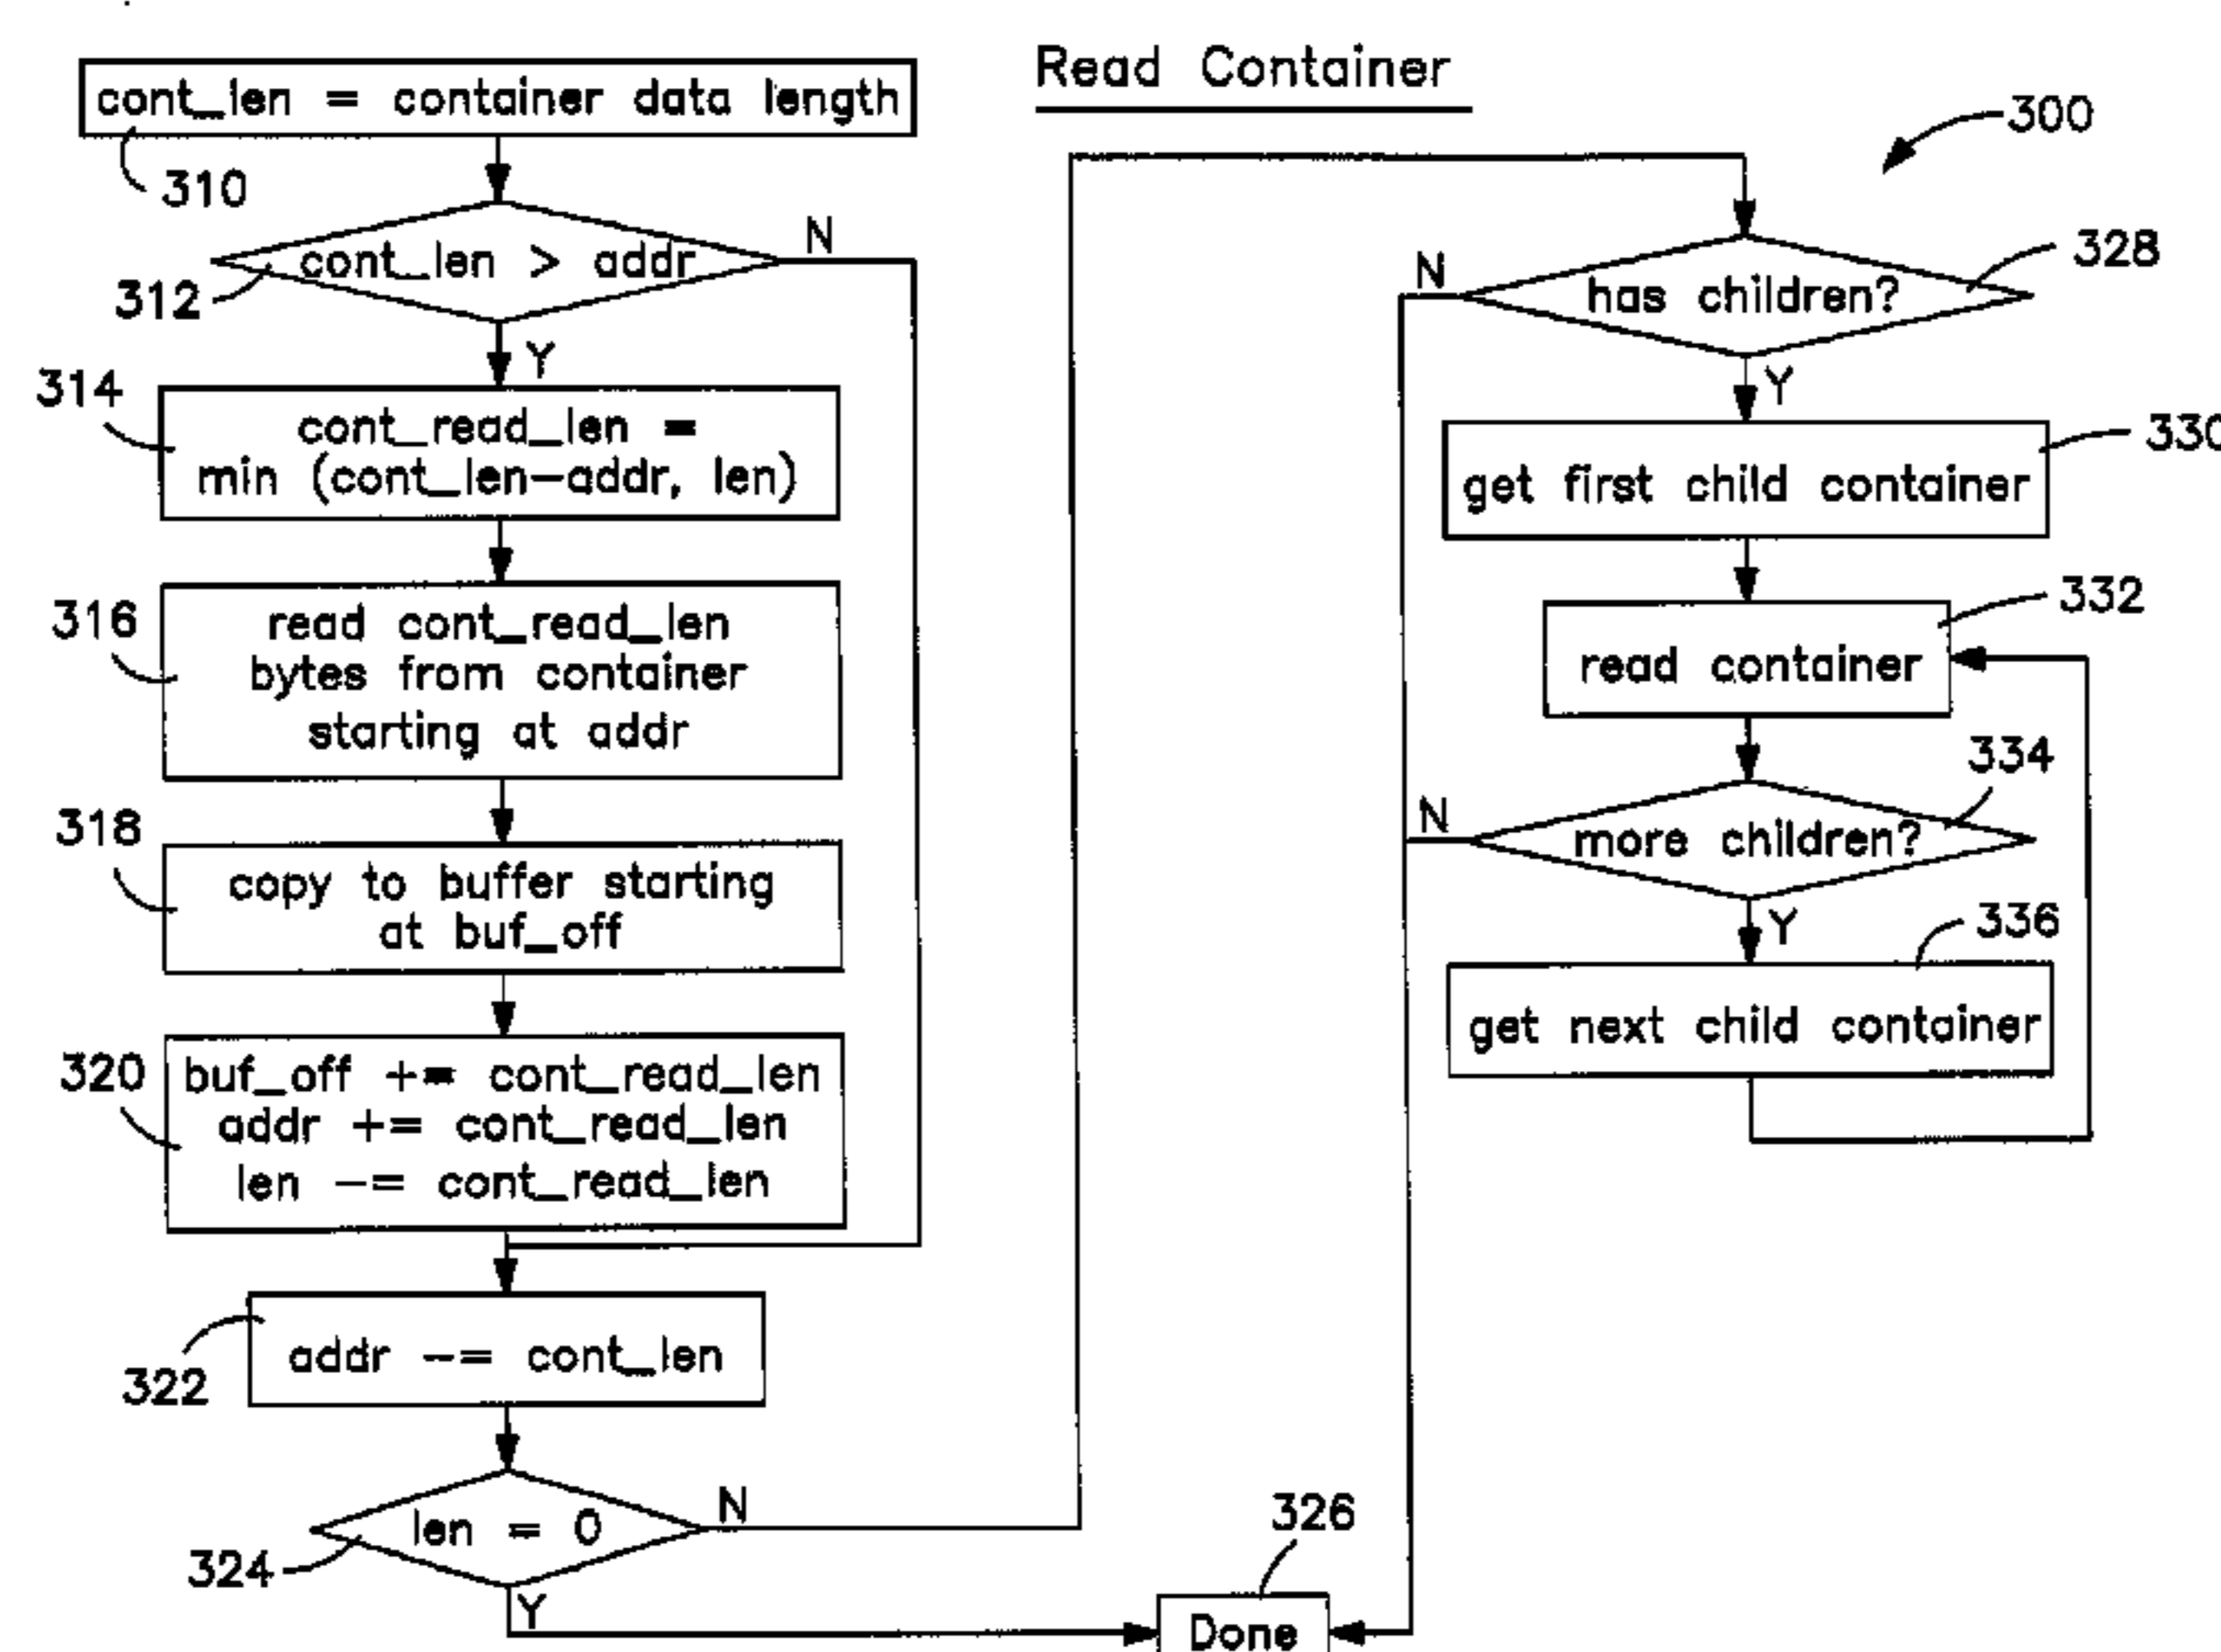 Read Container
300
cont_len = container data length
310
cont_len > addr
N
312
Y
314
cont_read_len =
min (cont_len-addr, len)
316
read cont_read_len
bytes from container
starting at addr
318
copy to buffer starting
at buf_off
320
buf_off += cont_read_len
addr += cont_read_len
len -= cont_read_len
322
addr -= cont_len
len = 0
N
324
Y
326
Done
has children?
N
328
Y
330
get first child container
332
read container
334
more children?
N
Y
336
get next child container